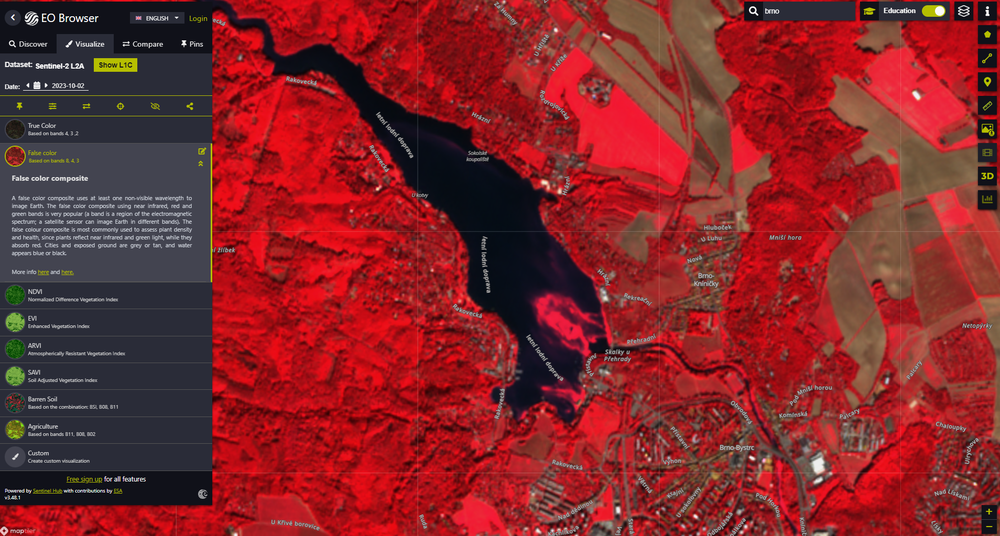 EO Browser
ENGLISH
Login
Discover
Visualize
Compare
Pins
Dataset:
Sentinel-2 L2A
Show L1C
Date:
2023-10-02
True Color
Based on bands 4, 3 ,2
False color
Based on bands 8, 4, 3
False color composite
A false color composite uses at least one non-visible wavelength to
image Earth. The false color composite using near infrared, red and
green bands is very popular (a band is a region of the electromagnetic
spectrum; a satellite sensor can image Earth in different bands). The
false colour composite is most commonly used to assess plant density
and health, since plants reflect near infrared and green light, while they
absorb red. Cities and exposed ground are grey or tan, and water
appears blue or black.
More info here and here.
NDVI
Normalized Difference Vegetation Index
EVI
Enhanced Vegetation Index
ARVI
Atmospherically Resistant Vegetation Index
SAVI
Soil Adjusted Vegetation Index
Barren Soil
Based on the combination: BSI, B08, B11
Agriculture
Based on bands B11, B08, B02
Custom
Create custom visualization
Free sign up for all features
Powered by Sentinel Hub with contributions by ESA
v3.48.1
maptiler
brno
Education
3D
Za Humny
U Hřiště
U Kříže
Rakovecká
Rozdrojovická
Hrázní
letní lodní doprava
Rakovecká
Sokolské
koupaliště
Hrázní
U kotvy
Hluboček
U Luhu
Mniší hora
ní žlíbek
letní lodní doprava
Nová
Brno-
Kníničky
Hrázní
Rekreační
Rakovecká
Netopýrky
letní lodní doprava
Přehradní
Skalky u
Přehrady
Přístavní
Palcary
Rakovecká
Pod Mniší horou
Obvodová
Komínská
Palcary
Chaloupky
Přístavní
Brno-Bystrc
Ulrychova
Rakovecká
Výhon
Větrná
Klajní
U sokolovny
Pod Horkou
Nad Lískami
Nad dědinou
U Křivé borovice
Ruda
Kachlíkova
Stará
Odbojářská
Lísky